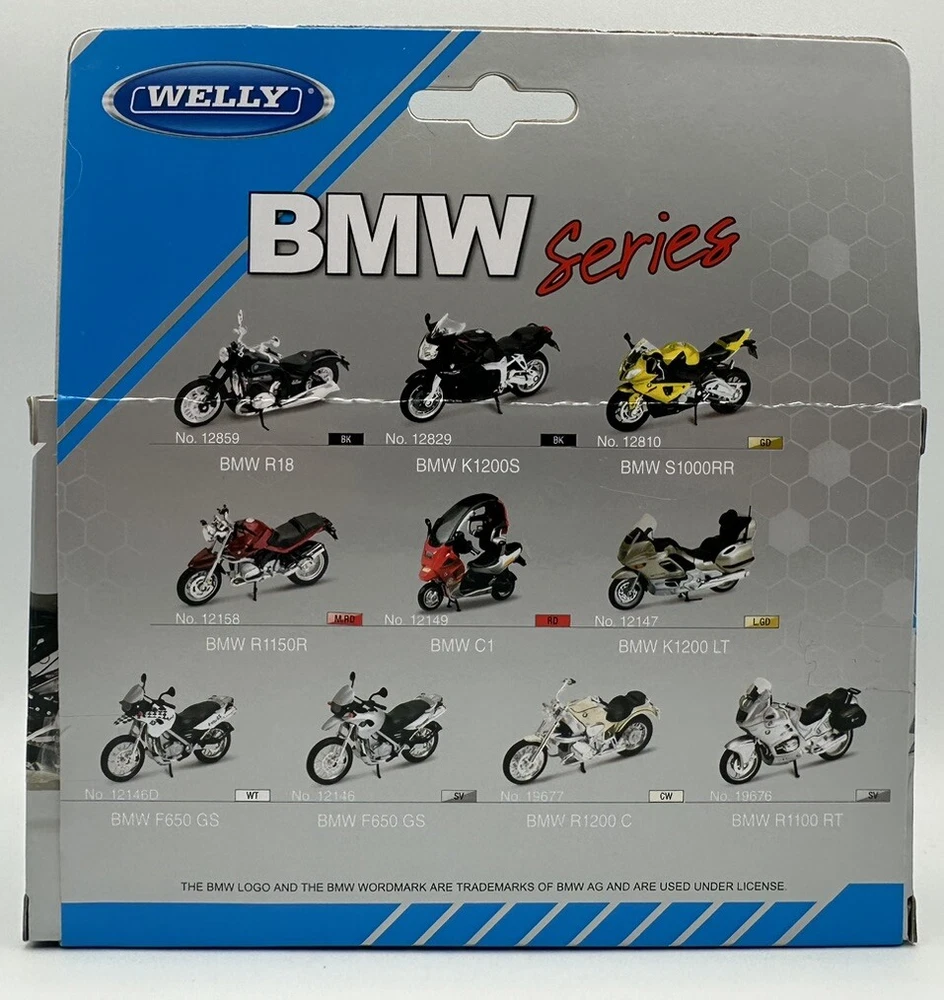 WELLY®
BMW Series
No. 12859 BK No. 12829 BK No. 12810 GD
BMW R18 BMW K1200S BMW S1000RR
No. 12158 M.RD No. 12149 RD No. 12147 L.GD
BMW R1150R BMW C1 BMW K1200 LT
No. 12146D WT No. 12146 SV No. 19677 CW No. 19676 SV
BMW F650 GS BMW F650 GS BMW R1200 C BMW R1100 RT
THE BMW LOGO AND THE BMW WORDMARK ARE TRADEMARKS OF BMW AG AND ARE USED UNDER LICENSE.